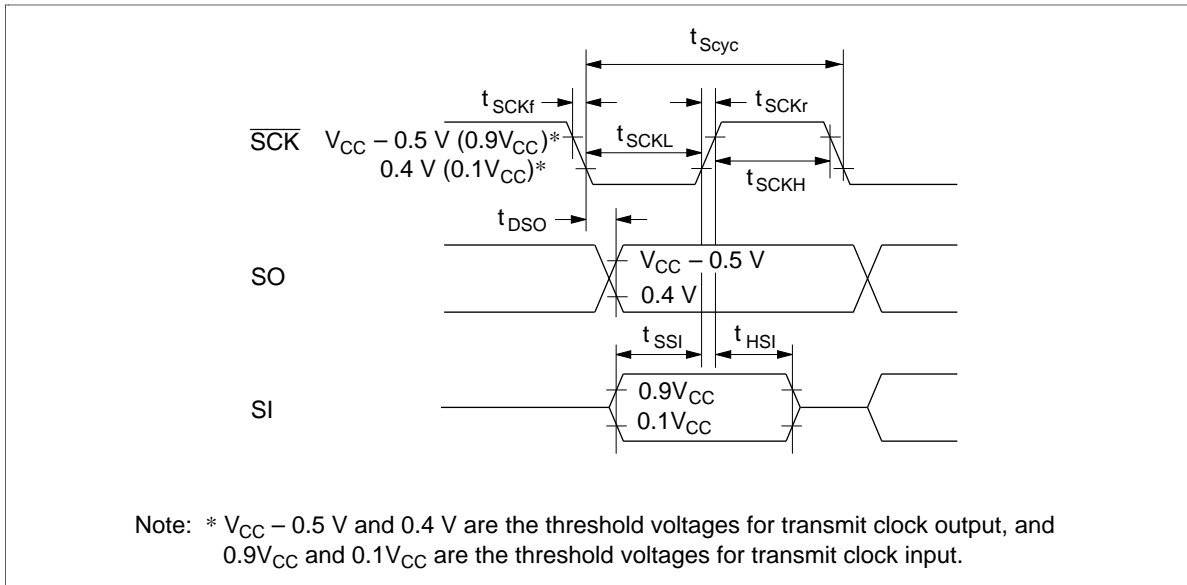 tScyc
tSCKf
tSCKr
SCK VCC – 0.5 V (0.9VCC)*
tSCKL
0.4 V (0.1VCC)*
tSCKH
tDSO
SO
VCC – 0.5 V
0.4 V
tSSI
tHSI
SI
0.9VCC
0.1VCC
Note: * VCC – 0.5 V and 0.4 V are the threshold voltages for transmit clock output, and
0.9VCC and 0.1VCC are the threshold voltages for transmit clock input.